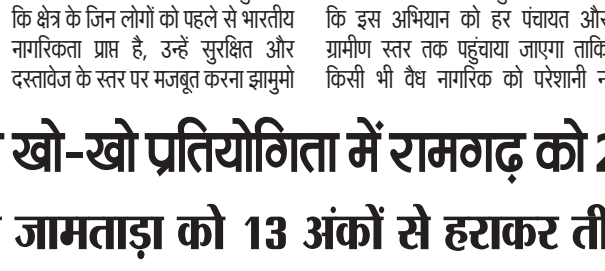 कि क्षेत्र के जिन लोगों को पहले से भारतीय
नागरिकता प्राप्त है, उन्हें सुरक्षित और
दस्तावेज के स्तर पर मजबूत करना झामुमो
कि इस अभियान को हर पंचायत और
ग्रामीण स्तर तक पहुंचाया जाएगा ताकि
किसी भी वैध नागरिक को परेशानी न
खो-खो प्रतियोगिता में रामगढ़ को
जामताड़ा को 13 अंकों से हराकर